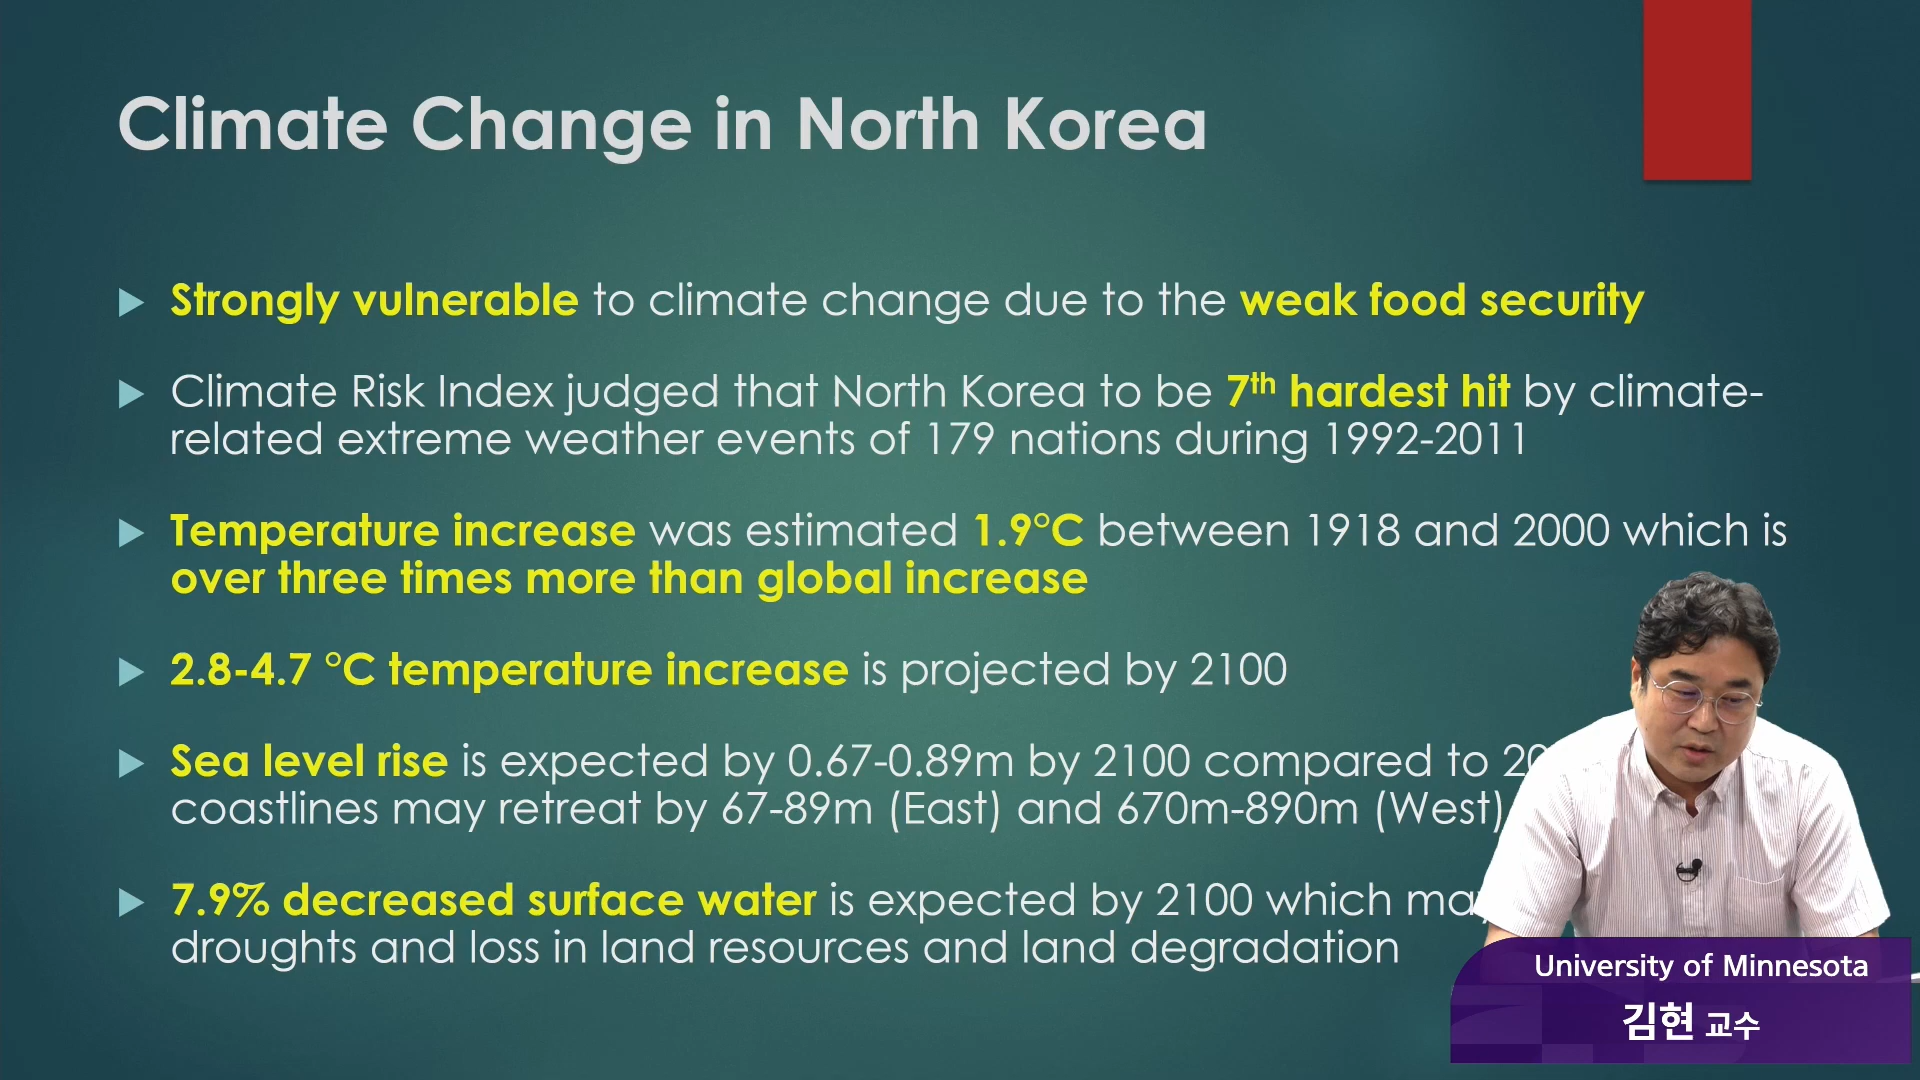 Climate Change in North Korea
Strongly vulnerable to climate change due to the weak food security
Climate Risk Index judged that North Korea to be 7th hardest hit by climate-
related extreme weather events of 179 nations during 1992-2011
Temperature increase was estimated 1.9°C between 1918 and 2000 which is
over three times more than global increase
2.8-4.7 °C temperature increase is projected by 2100
Sea level rise is expected by 0.67-0.89m by 2100 compared to
coastlines may retreat by 67-89m (East) and 670m-890m (West)
7.9% decreased surface water is expected by 2100 which may
droughts and loss in land resources and land degradation
University of Minnesota
김현 교수